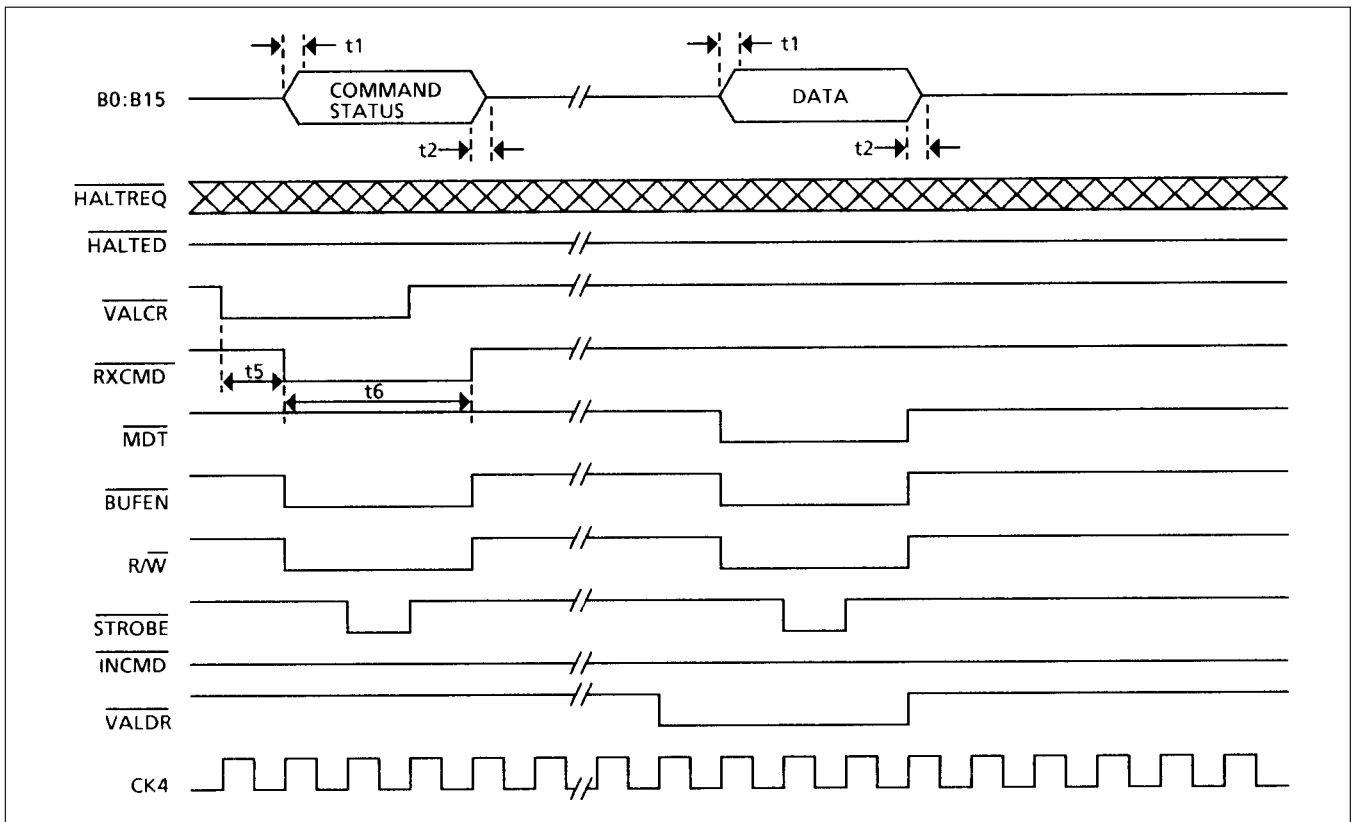 t1
t1
B0:B15
COMMAND
STATUS
DATA
t2
t2
HALTREQ
HALTED
VALCR
RXCMD
t5
t6
MDT
BUFEN
R/W
STROBE
INCMD
VALDR
CK4